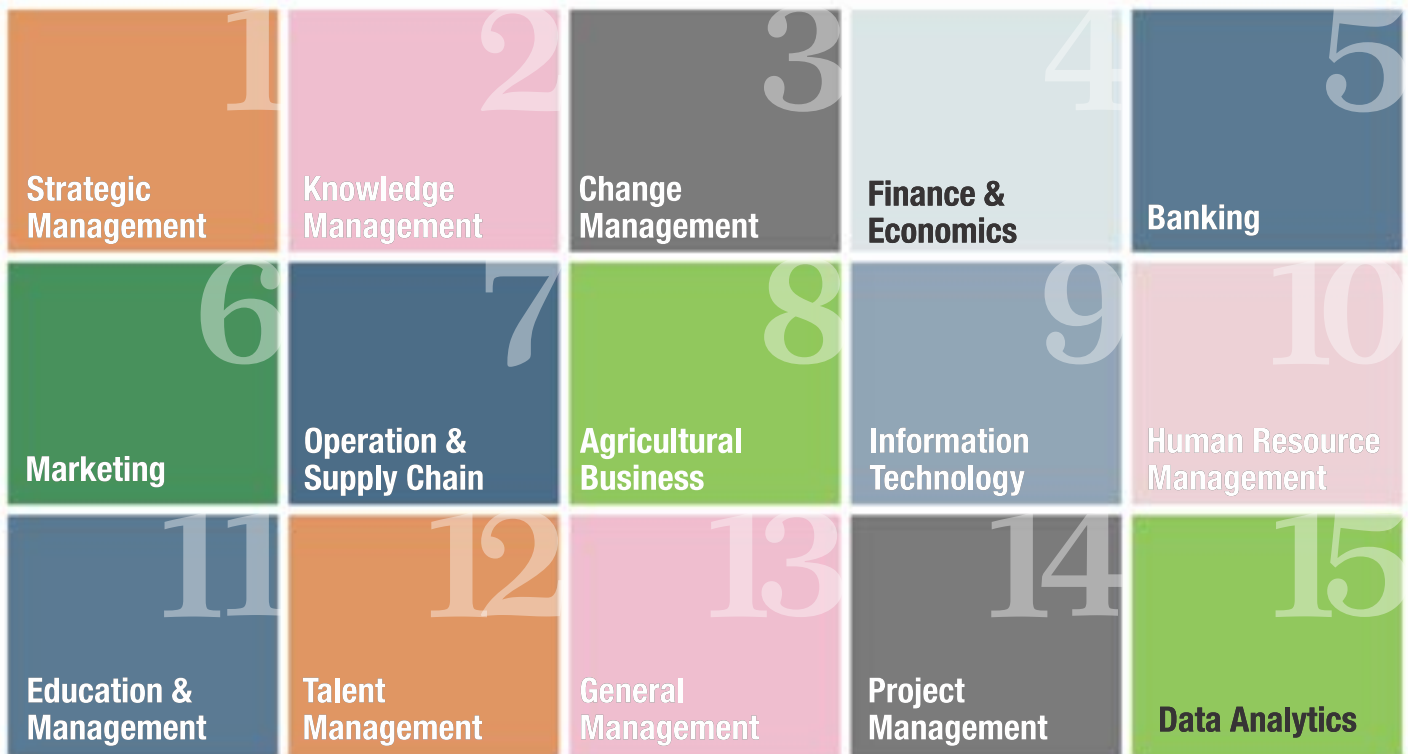 1
Strategic
Management
2
Knowledge
Management
3
Change
Management
4
Finance &
Economics
5
Banking
6
Marketing
7
Operation &
Supply Chain
8
Agricultural
Business
9
Information
Technology
10
Human Resource
Management
11
Education &
Management
12
Talent
Management
13
General
Management
14
Project
Management
15
Data Analytics